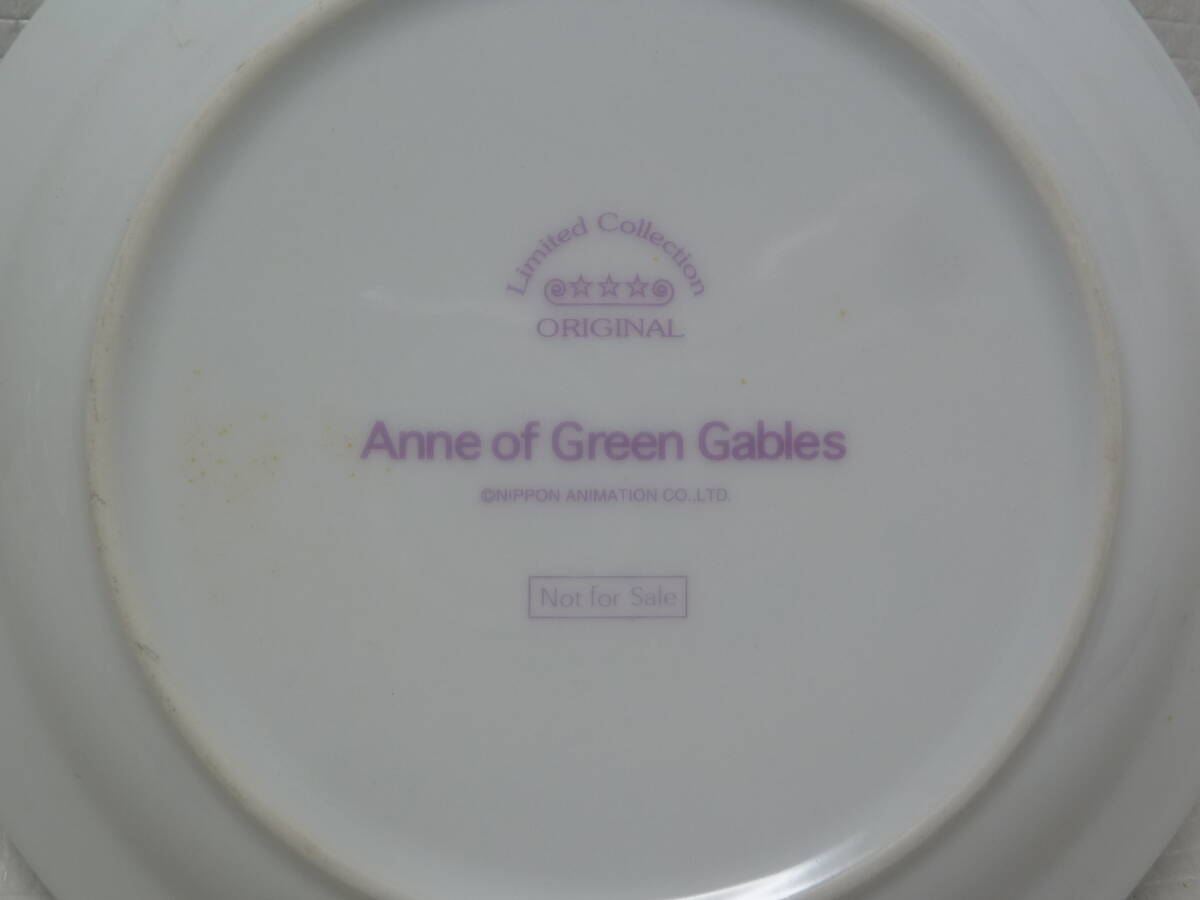 Limited Collection
ORIGINAL
Anne of Green Gables
©NIPPON ANIMATION CO.,LTD.
Not for Sale